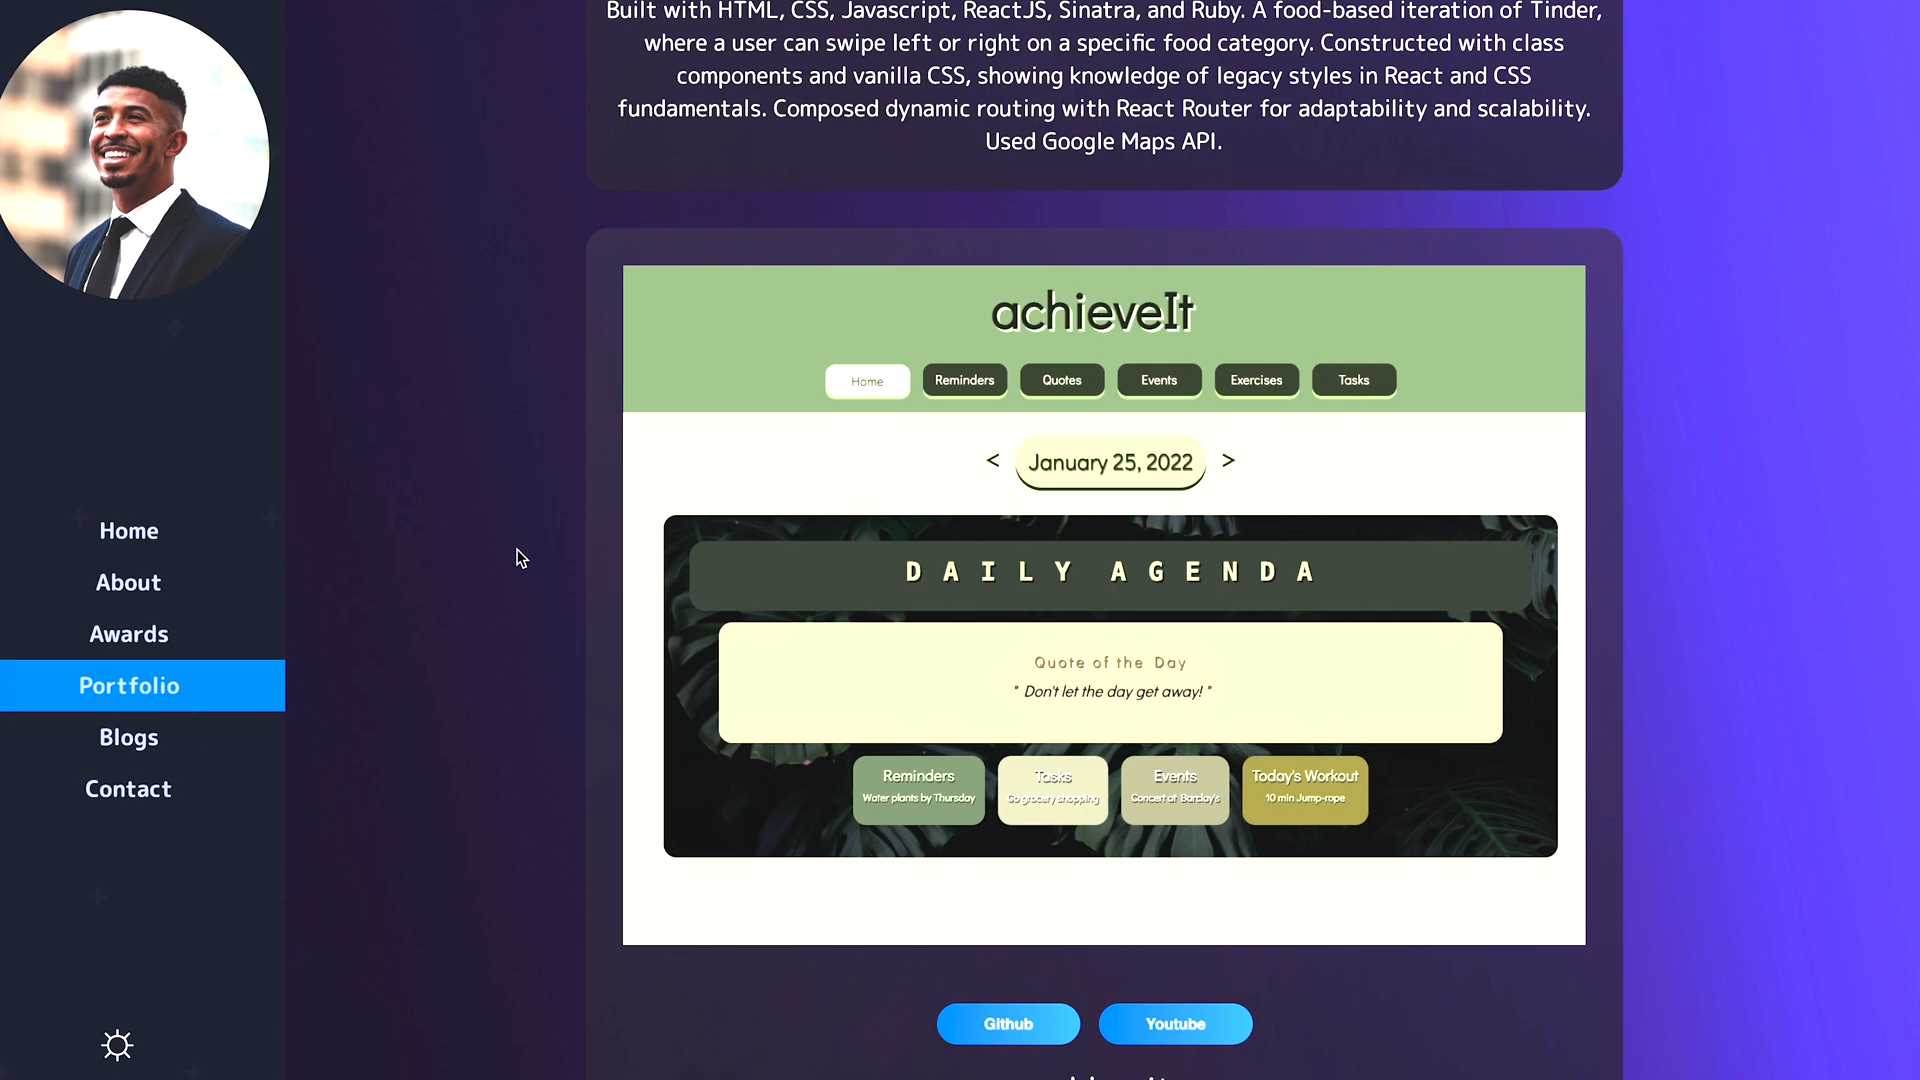 Built with HTML, CSS, Javascript, ReactJS, Sinatra, and Ruby. A food-based iteration of Tinder,
where a user can swipe left or right on a specific food category. Constructed with class
components and vanilla CSS, showing knowledge of legacy styles in React and CSS
fundamentals. Composed dynamic routing with React Router for adaptability and scalability.
Used Google Maps API.
Home
About
Awards
Portfolio
Blogs
Contact
achieveIt
Home Reminders Quotes Events Exercises Tasks
< January 25, 2022 >
DAILY AGENDA
Quote of the Day
" Don't let the day get away! "
Reminders Tasks Events Today's Workout
Water plants by Thursday Go grocery shopping Concert at Barclay's 10 min Jump-rope
Github Youtube